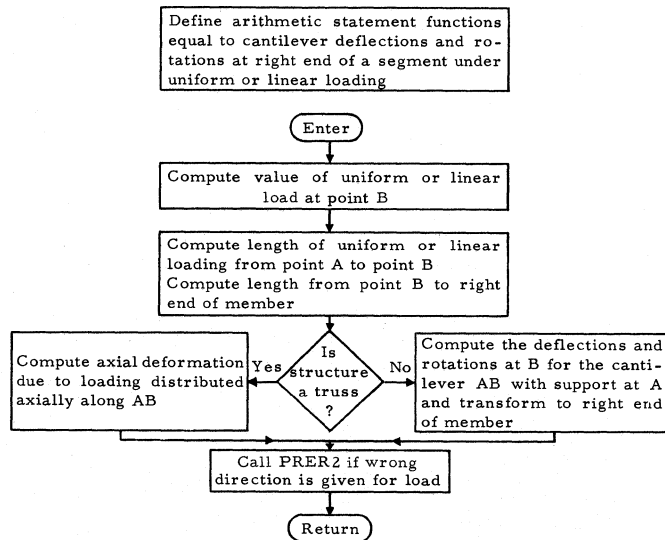 Define arithmetic statement functions
equal to cantilever deflections and ro-
tations at right end of a segment under
uniform or linear loading
Enter
Compute value of uniform or linear
load at point B
Compute length of uniform or linear
loading from point A to point B
Compute length from point B to right
end of member
Compute axial deformation
due to loading distributed
axially along AB
Yes
Is
structure
a truss
?
No
Compute the deflections and
rotations at B for the canti-
lever AB with support at A
and transform to right end
of member
Call PRER2 if wrong
direction is given for load
Return